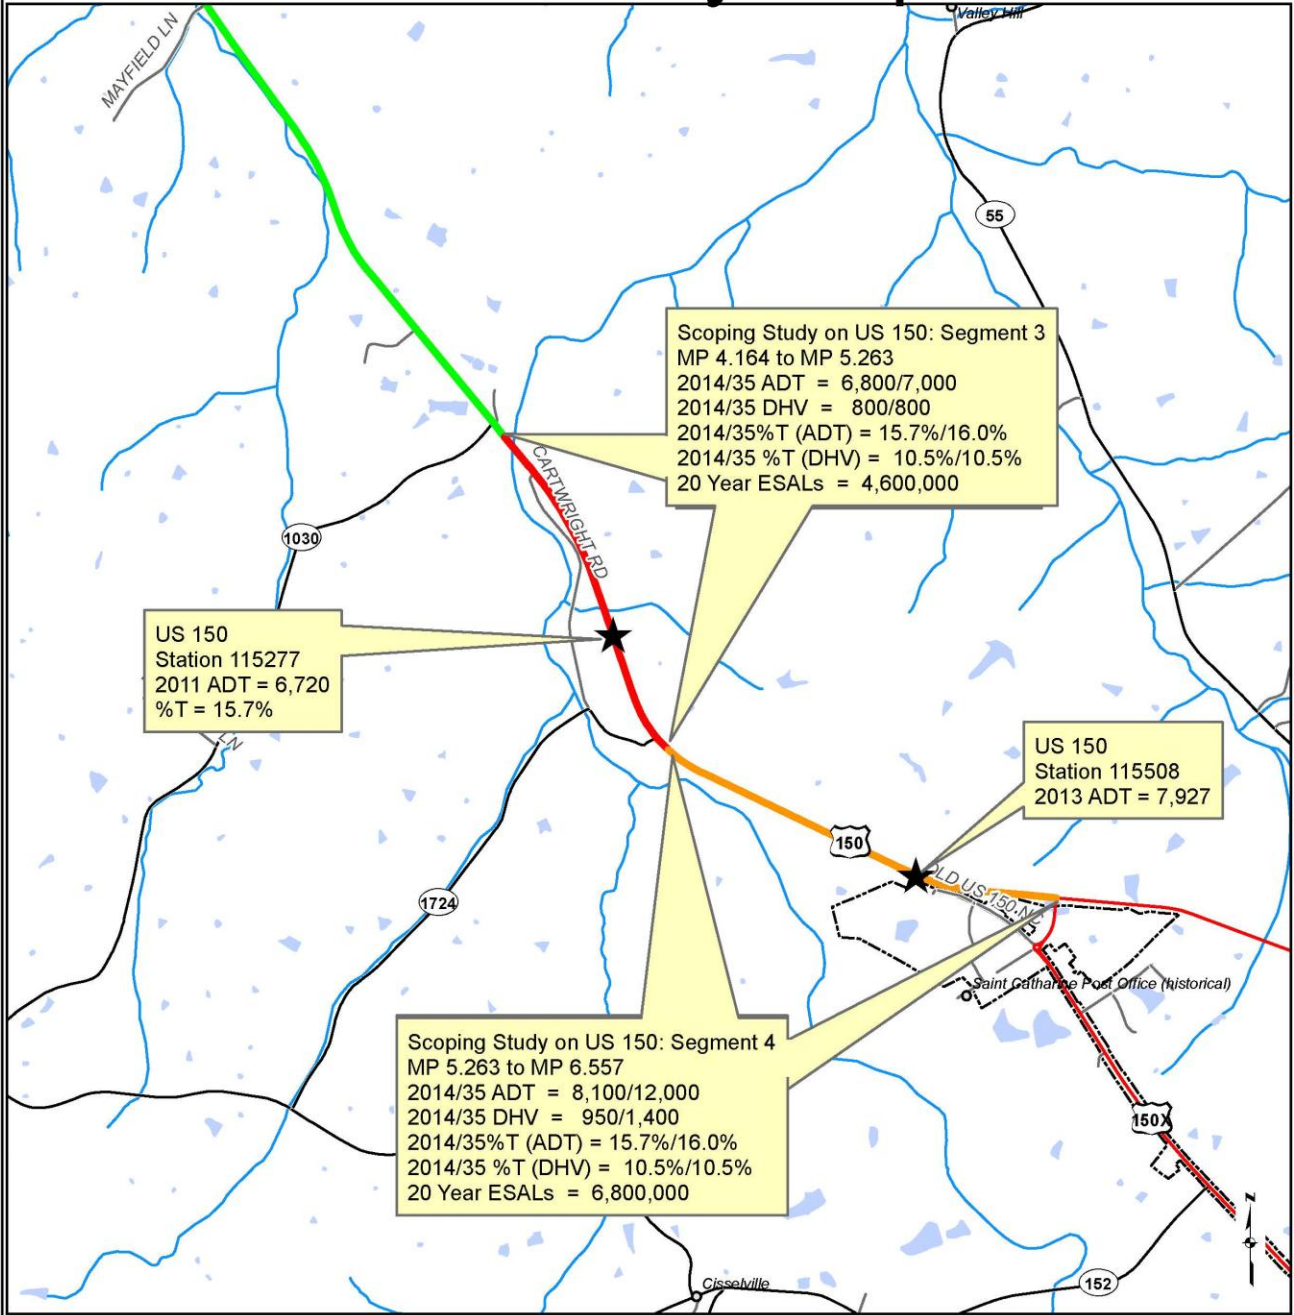 Valley Hill
MAYFIELD LN
55
Scoping Study on US 150: Segment 3
MP 4.164 to MP 5.263
2014/35 ADT = 6,800/7,000
2014/35 DHV = 800/800
2014/35%T (ADT) = 15.7%/16.0%
2014/35 %T (DHV) = 10.5%/10.5%
20 Year ESALs = 4,600,000
CARTWRIGHT RD
1030
US 150
Station 115277
2011 ADT = 6,720
%T = 15.7%
LN
US 150
Station 115508
2013 ADT = 7,927
150
OLD US 150 NC
1724
Saint Catharine Post Office (historical)
Scoping Study on US 150: Segment 4
MP 5.263 to MP 6.557
2014/35 ADT = 8,100/12,000
2014/35 DHV = 950/1,400
2014/35%T (ADT) = 15.7%/16.0%
2014/35 %T (DHV) = 10.5%/10.5%
20 Year ESALs = 6,800,000
150X
N
Cisselville
152